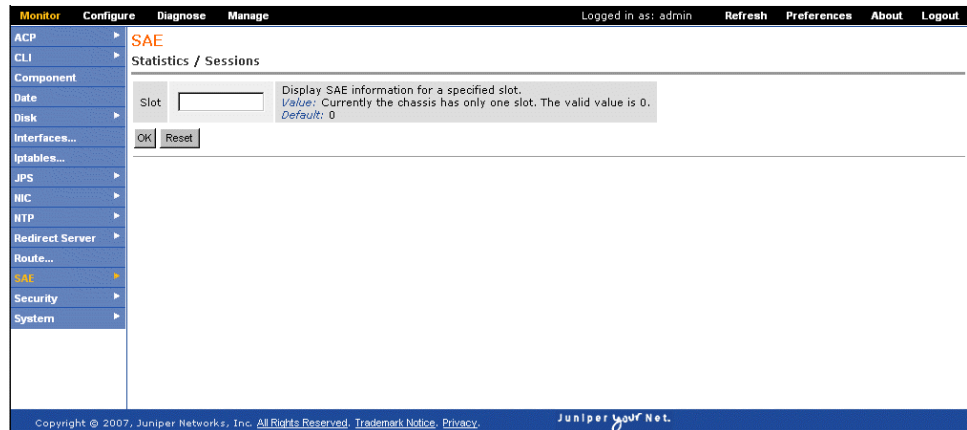 Monitor Configure Diagnose Manage Logged in as: admin Refresh Preferences About Logout
ACP
CLI
Component
Date
Disk
Interfaces...
Iptables...
JPS
NIC
NTP
Redirect Server
Route...
SAE
Security
System
SAE
Statistics / Sessions
Slot
Display SAE information for a specified slot.
Value: Currently the chassis has only one slot. The valid value is 0.
Default: 0
OK Reset
Copyright © 2007, Juniper Networks, Inc. All Rights Reserved. Trademark Notice. Privacy.
Juniper your Net.